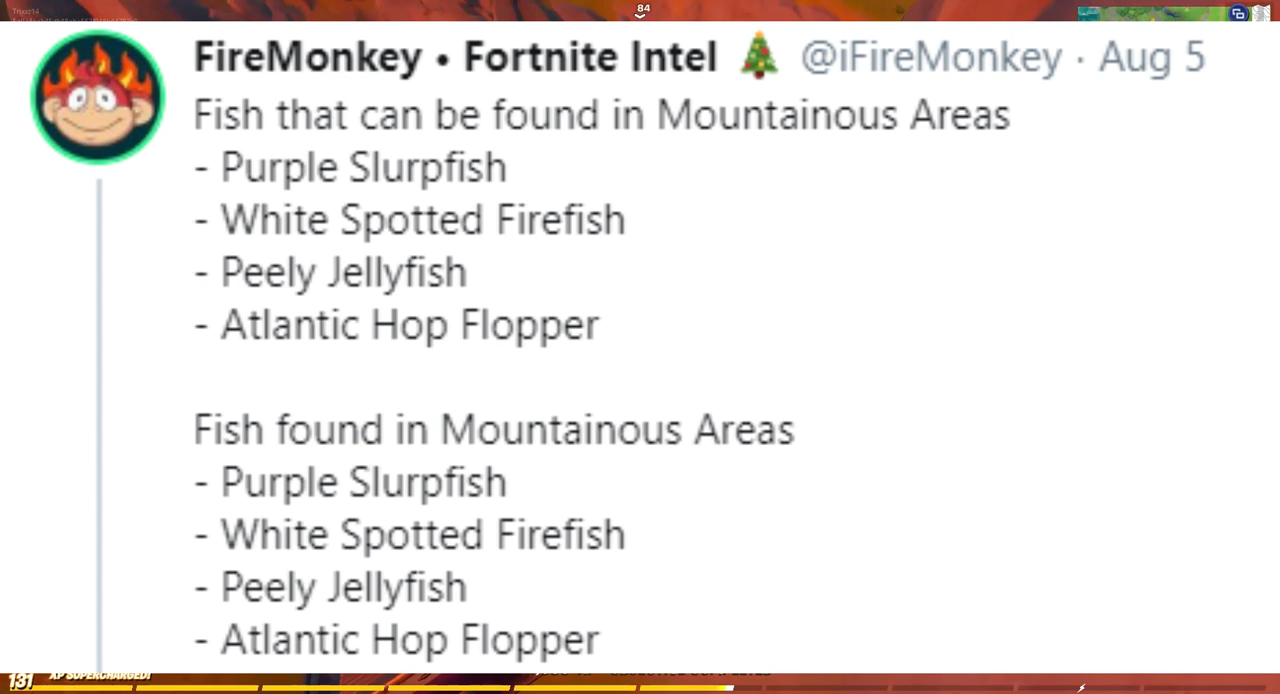 84
FireMonkey • Fortnite Intel 🎄 @iFireMonkey · Aug 5
Fish that can be found in Mountainous Areas
- Purple Slurpfish
- White Spotted Firefish
- Peely Jellyfish
- Atlantic Hop Flopper
Fish found in Mountainous Areas
- Purple Slurpfish
- White Spotted Firefish
- Peely Jellyfish
- Atlantic Hop Flopper
131 XP SUPERCHARGED!